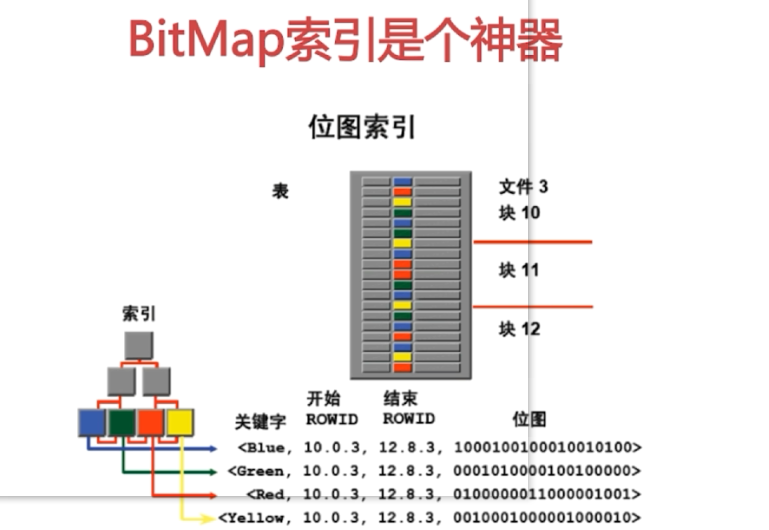 BitMap索引是个神器
位图索引
表
文件 3
块 10
块 11
块 12
索引
关键字 开始 ROWID 结束 ROWID 位图
<Blue, 10.0.3, 12.8.3, 1000100100010010100>
<Green, 10.0.3, 12.8.3, 0001010000100100000>
<Red, 10.0.3, 12.8.3, 0100000011000001001>
<Yellow, 10.0.3, 12.8.3, 0010001000001000010>